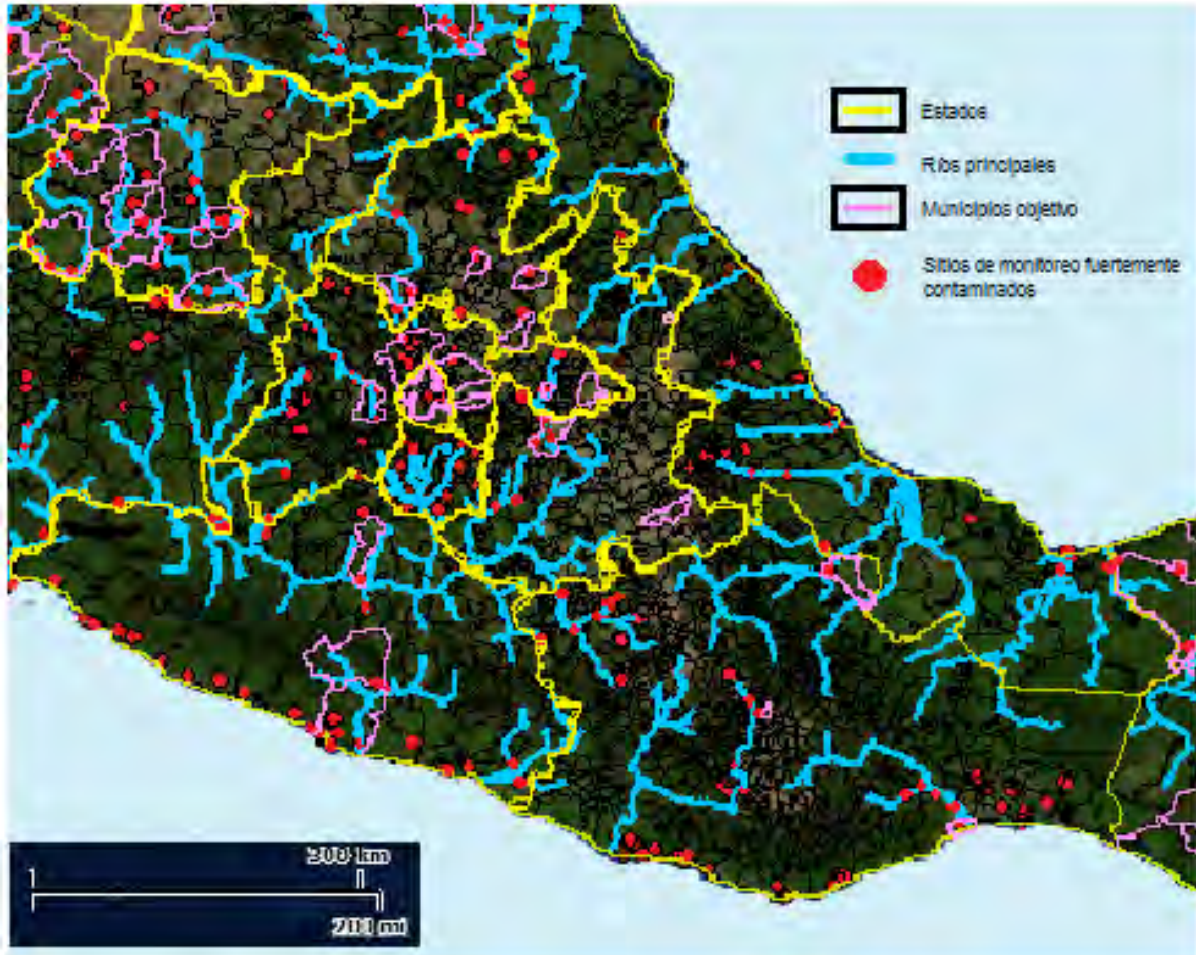 Estados
Ríos principales
Municipios objetivo
Sitios de monitoreo fuertemente
contaminados
300 km
200 mi